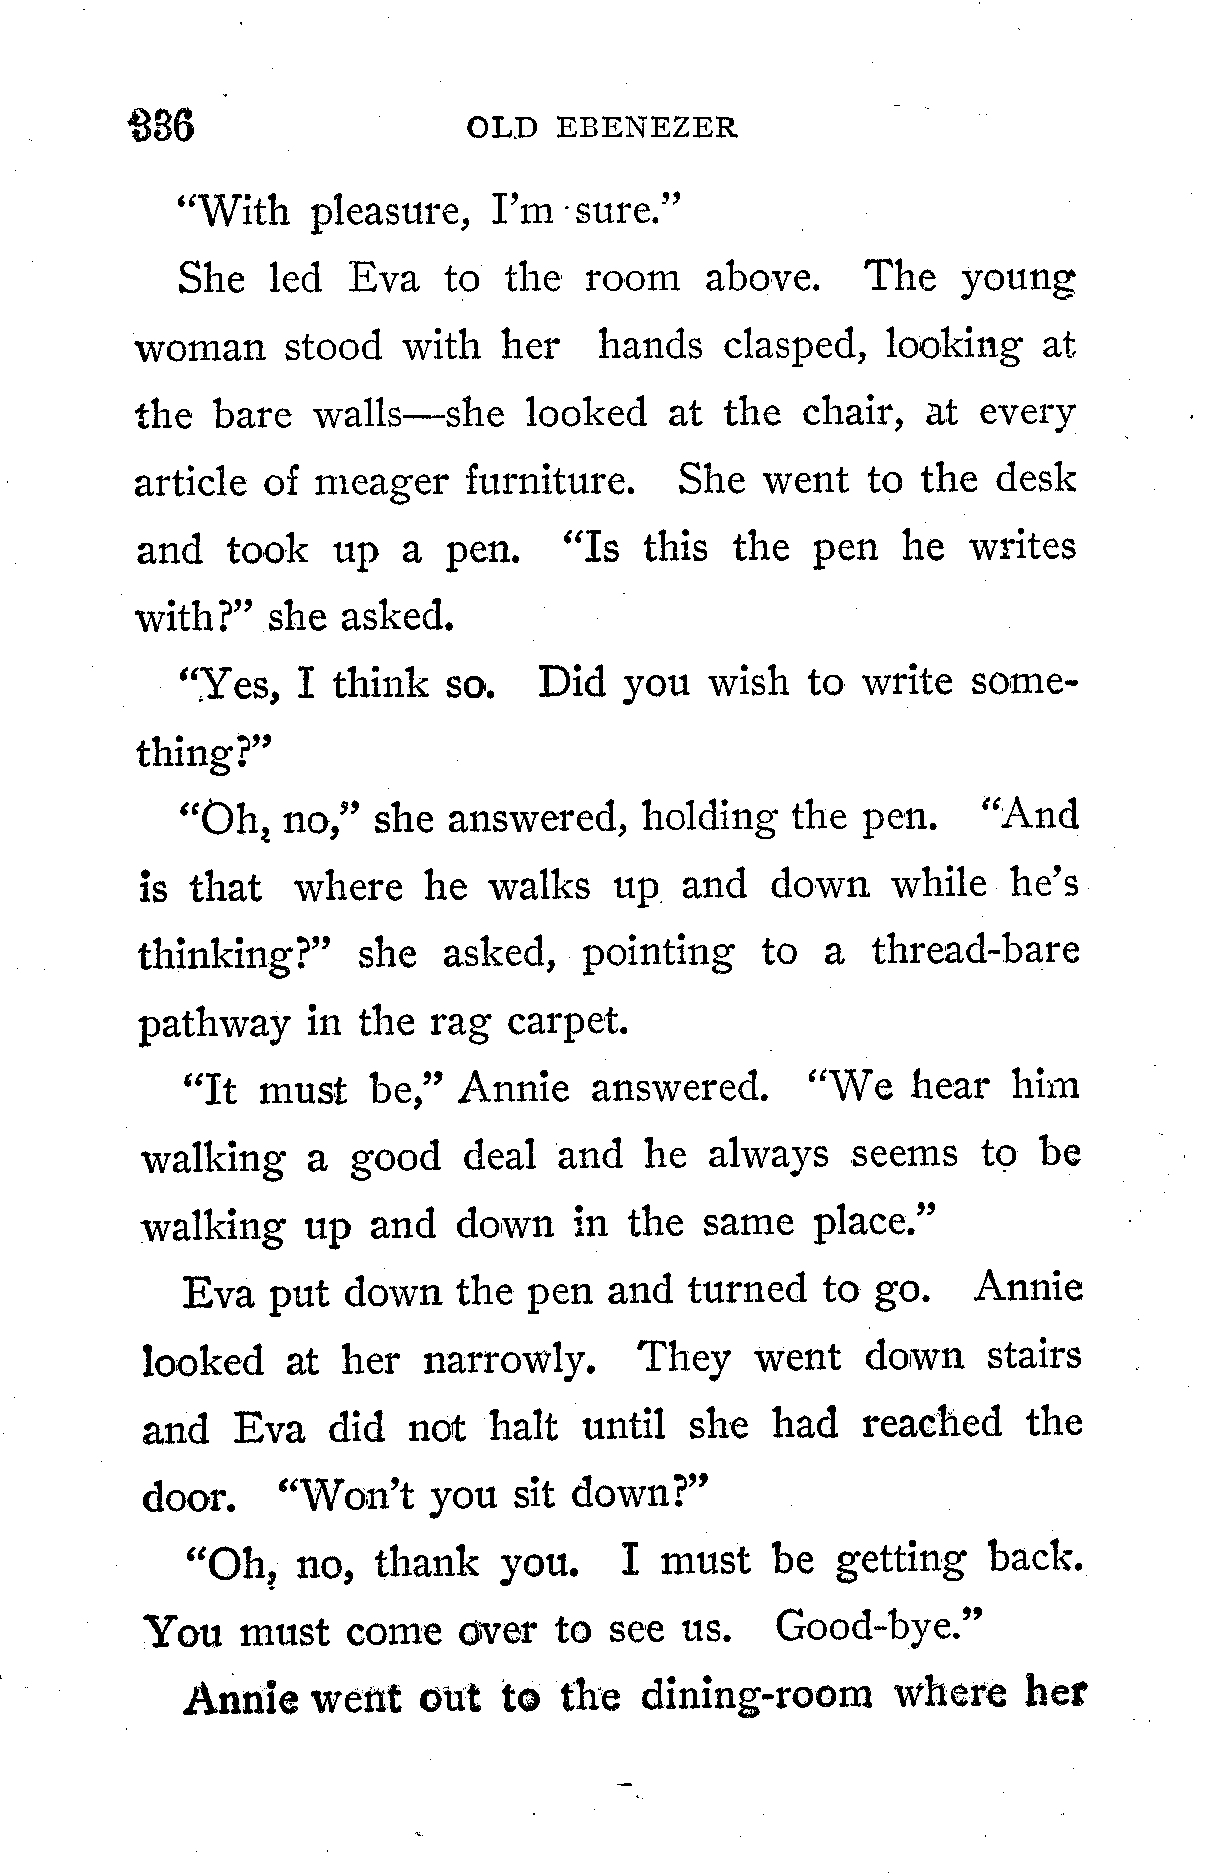 336 OLD EBENEZER
“With pleasure, I’m sure.”
She led Eva to the room above. The young
woman stood with her hands clasped, looking at
the bare walls—she looked at the chair, at every
article of meager furniture. She went to the desk
and took up a pen. “Is this the pen he writes
with?” she asked.
“Yes, I think so. Did you wish to write some-
thing?”
“Oh, no,” she answered, holding the pen. “And
is that where he walks up and down while he’s
thinking?” she asked, pointing to a thread-bare
pathway in the rag carpet.
“It must be,” Annie answered. “We hear him
walking a good deal and he always seems to be
walking up and down in the same place.”
Eva put down the pen and turned to go. Annie
looked at her narrowly. They went down stairs
and Eva did not halt until she had reached the
door. “Won’t you sit down?”
“Oh, no, thank you. I must be getting back.
You must come over to see us. Good-bye.”
Annie went out to the dining-room where her